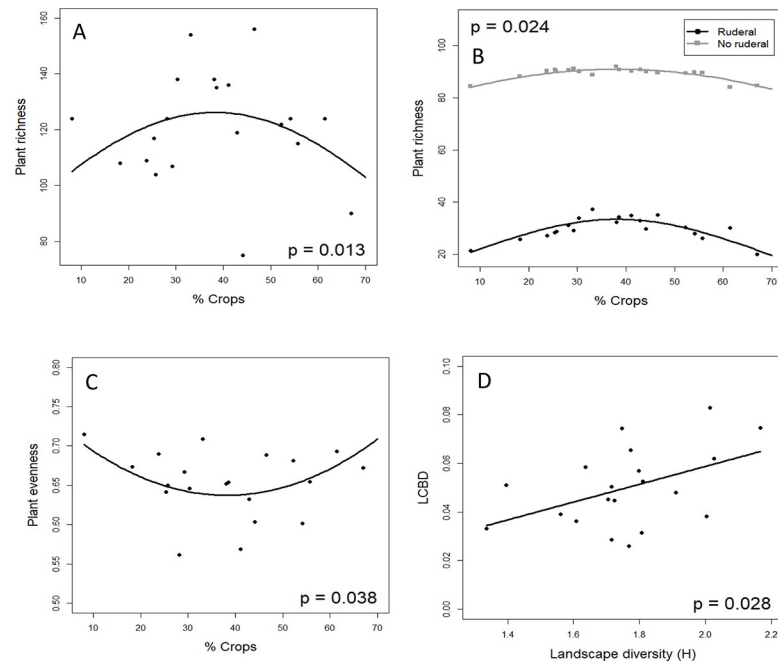 A
Plant richness
160
140
120
100
80
10 20 30 40 50 60 70
% Crops
p = 0.013
p = 0.024
B
Ruderal
No ruderal
Plant richness
100
80
60
40
20
10 20 30 40 50 60 70
% Crops
C
Plant evenness
0.80
0.75
0.70
0.65
0.60
0.55
0.50
10 20 30 40 50 60 70
% Crops
p = 0.038
D
LCBD
0.10
0.08
0.06
0.04
0.02
0.00
1.4 1.6 1.8 2.0 2.2
Landscape diversity (H)
p = 0.028